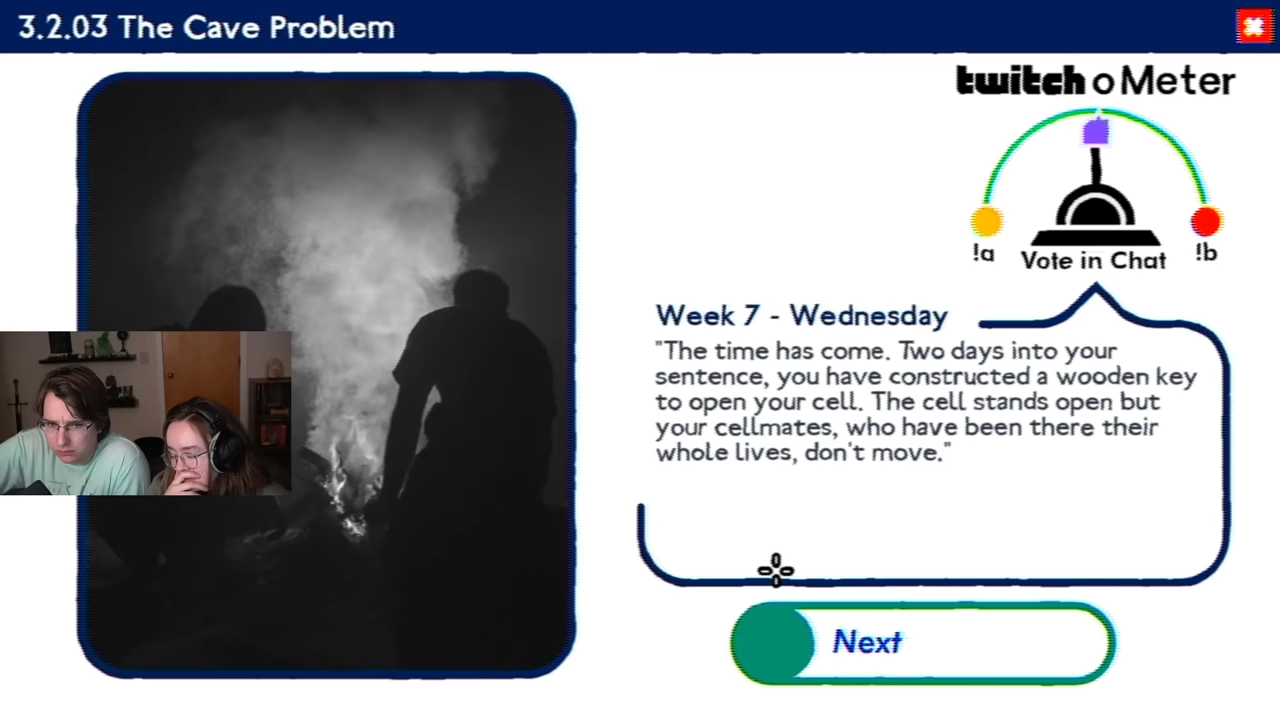 3.2.03 The Cave Problem
twitch o Meter
!a
Vote in Chat
!b
Week 7 - Wednesday
"The time has come. Two days into your
sentence, you have constructed a wooden key
to open your cell. The cell stands open but
your cellmates, who have been there their
whole lives, don't move."
Next